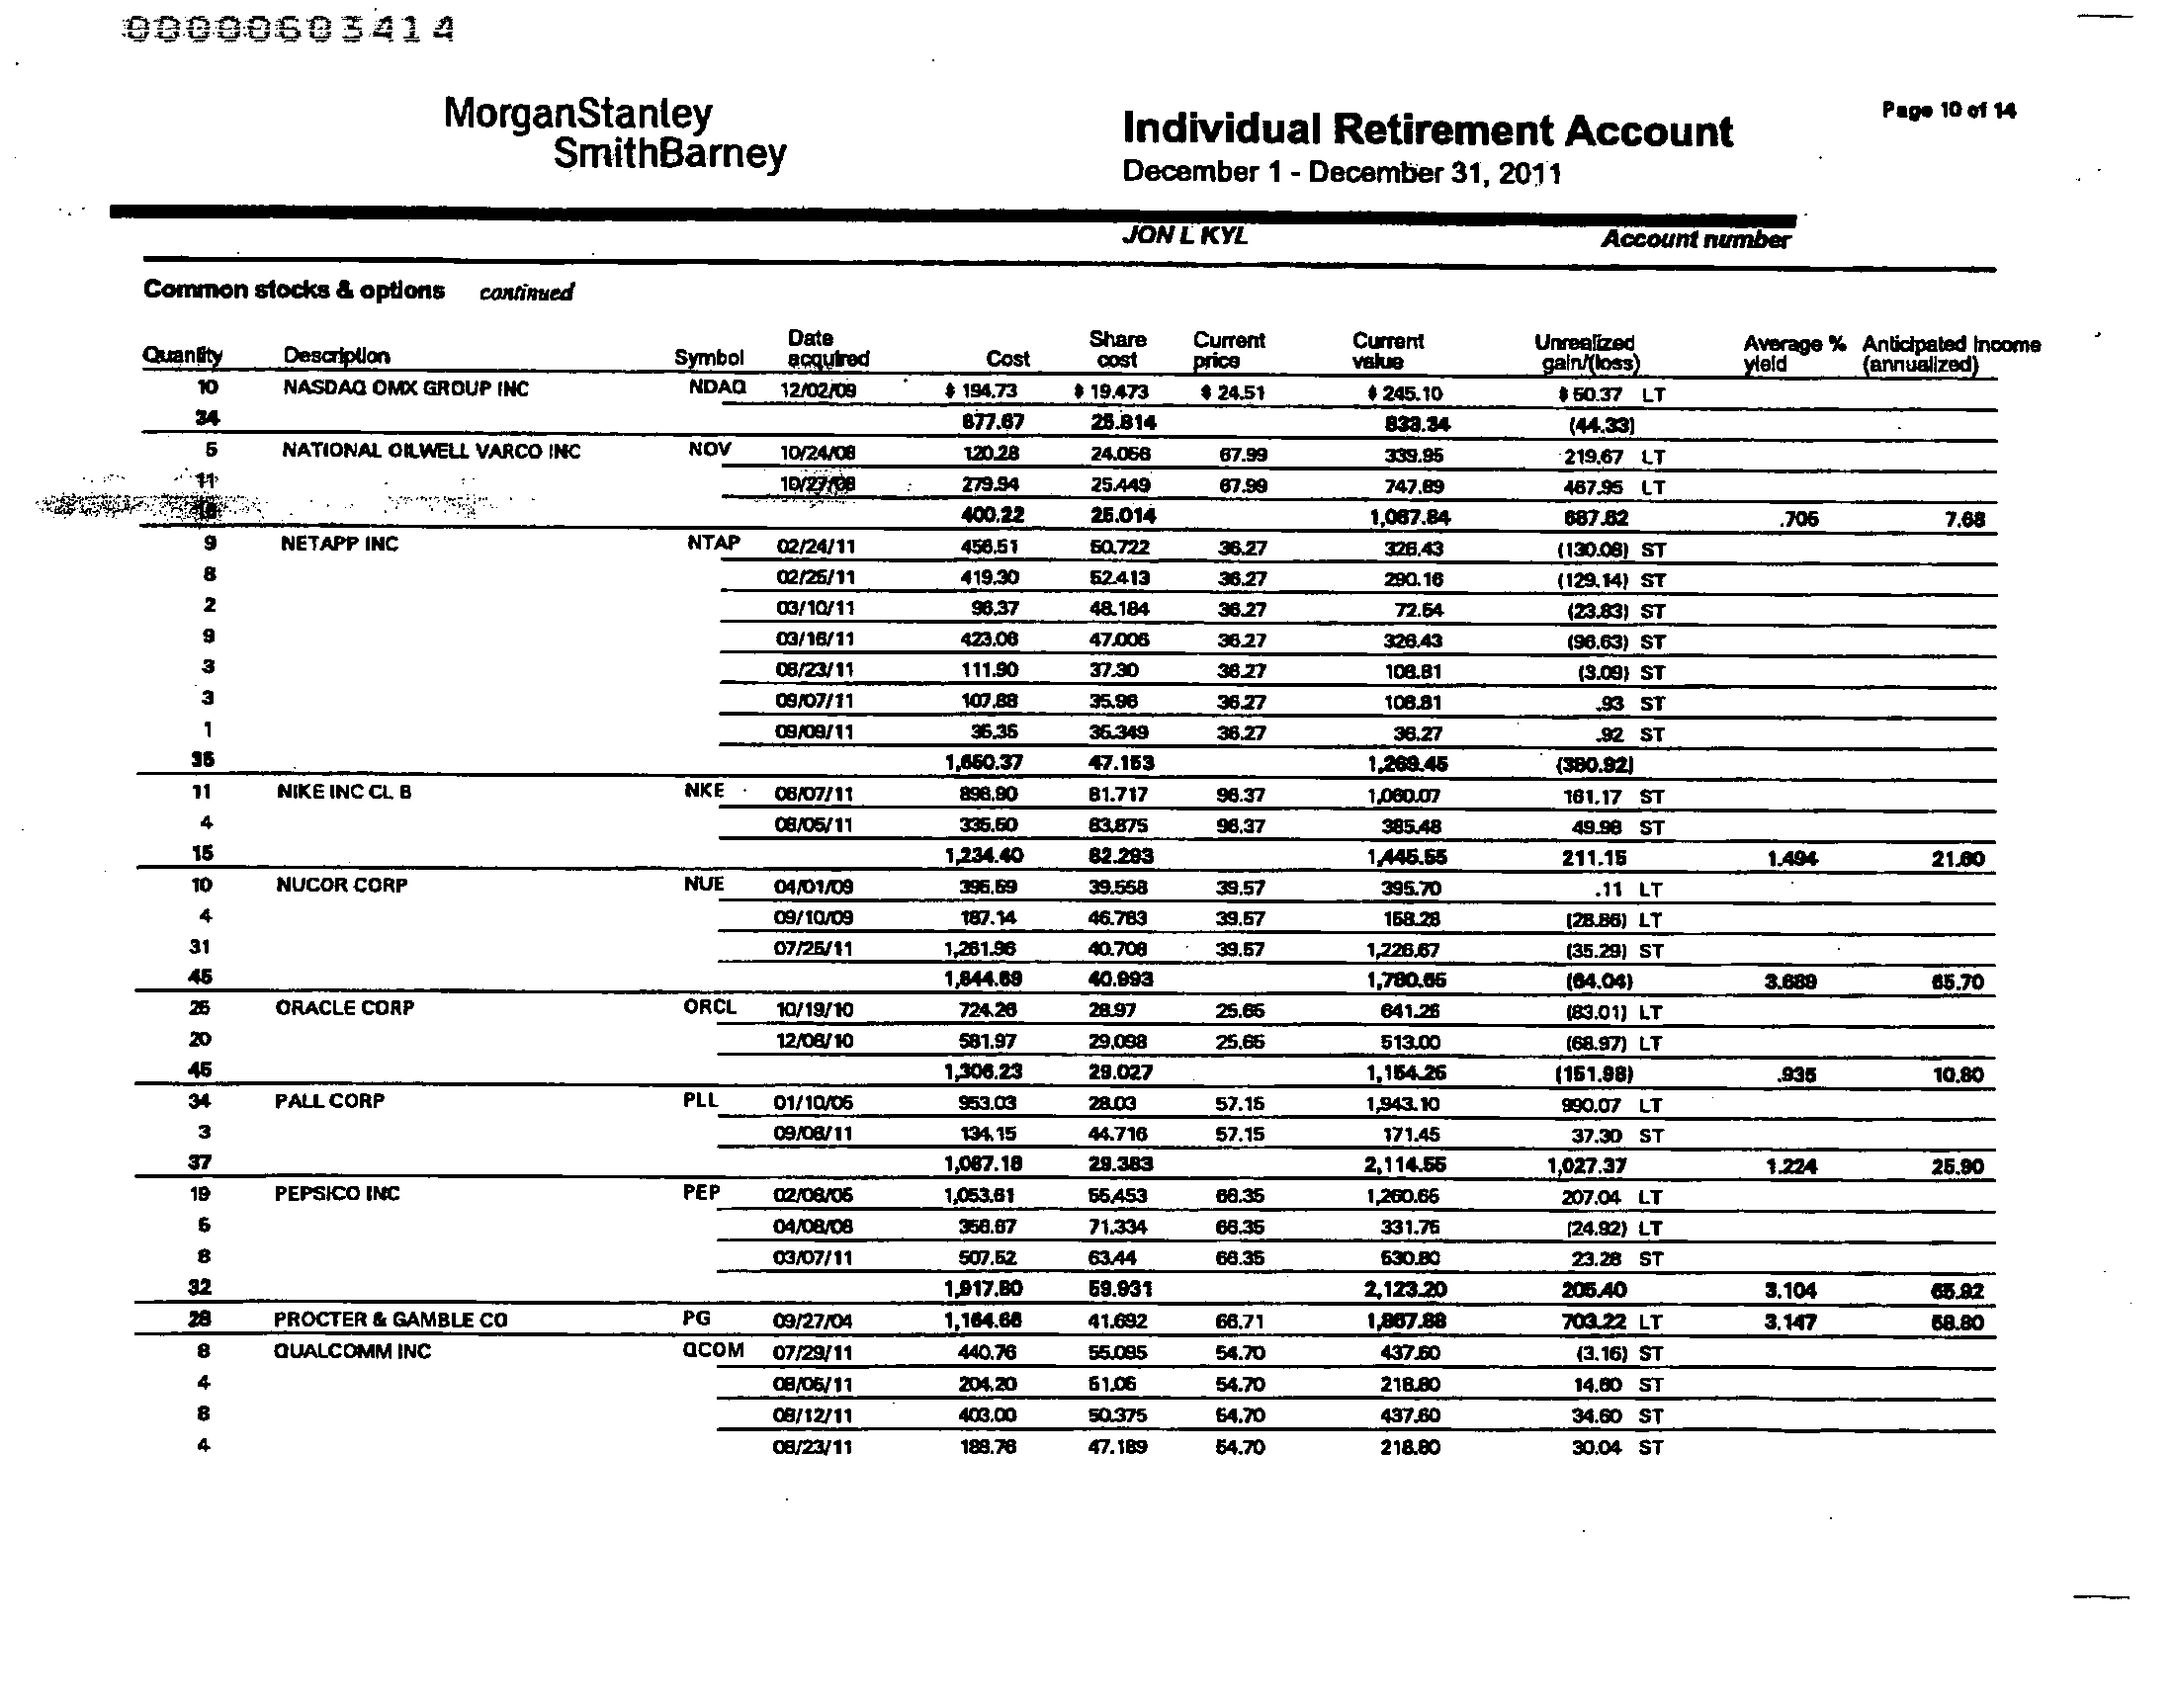 00000603414
MorganStanley
SmithBarney
Individual Retirement Account
December 1 - December 31, 2011
Page 10 of 14
JON L KYL Account number
Common stocks & options continued
Quantity Description Symbol Date acquired Cost Share cost Current price Current value Unrealized gain/(loss) Average % yield Anticipated Income (annualized)
10 NASDAQ OMX GROUP INC NDAQ 12/02/09 $ 194.73 $ 19.473 $ 24.51 $ 245.10 $ 50.37 LT
34 877.67 25.814 833.34 (44.33)
5 NATIONAL OILWELL VARCO INC NOV 10/24/08 120.28 24.056 67.99 339.95 219.67 LT
11 10/27/08 279.94 25.449 67.99 747.89 467.95 LT
16 400.22 25.014 1,087.84 687.62 .706 7.68
9 NETAPP INC NTAP 02/24/11 456.51 50.722 36.27 326.43 (130.08) ST
8 02/25/11 419.30 52.413 36.27 290.16 (129.14) ST
2 03/10/11 96.37 48.184 36.27 72.54 (23.83) ST
9 03/16/11 423.06 47.006 36.27 326.43 (96.63) ST
3 08/23/11 111.90 37.30 36.27 108.81 (3.09) ST
3 09/07/11 107.88 35.96 36.27 108.81 .93 ST
1 09/09/11 35.35 35.349 36.27 36.27 .92 ST
35 1,650.37 47.153 1,269.45 (380.92)
11 NIKE INC CL B NKE 06/07/11 898.90 81.717 96.37 1,060.07 161.17 ST
4 08/05/11 335.50 83.875 96.37 385.48 49.98 ST
15 1,234.40 82.293 1,445.55 211.15 1.494 21.60
10 NUCOR CORP NUE 04/01/09 395.59 39.558 39.57 395.70 .11 LT
4 09/10/09 187.14 46.783 39.57 158.28 (28.86) LT
31 07/25/11 1,261.96 40.708 39.57 1,226.67 (35.29) ST
45 1,844.69 40.993 1,780.65 (64.04) 3.689 65.70
25 ORACLE CORP ORCL 10/19/10 724.26 28.97 25.65 641.25 (83.01) LT
20 12/08/10 581.97 29.098 25.65 513.00 (68.97) LT
45 1,306.23 29.027 1,154.25 (151.98) .935 10.80
34 PALL CORP PLL 01/10/05 953.03 28.03 57.15 1,943.10 990.07 LT
3 09/06/11 134.15 44.716 57.15 171.45 37.30 ST
37 1,087.18 29.383 2,114.55 1,027.37 1.224 25.90
19 PEPSICO INC PEP 02/08/05 1,053.61 55.453 66.35 1,260.65 207.04 LT
5 04/08/08 356.67 71.334 66.35 331.75 (24.92) LT
8 03/07/11 507.52 63.44 66.35 530.80 23.28 ST
32 1,917.80 59.931 2,123.20 205.40 3.104 65.92
28 PROCTER & GAMBLE CO PG 09/27/04 1,164.66 41.592 66.71 1,867.88 703.22 LT 3.147 58.80
8 QUALCOMM INC QCOM 07/29/11 440.76 55.095 54.70 437.60 (3.16) ST
4 08/05/11 204.20 51.05 54.70 218.80 14.60 ST
8 08/12/11 403.00 50.375 54.70 437.60 34.60 ST
4 08/23/11 188.76 47.189 54.70 218.80 30.04 ST